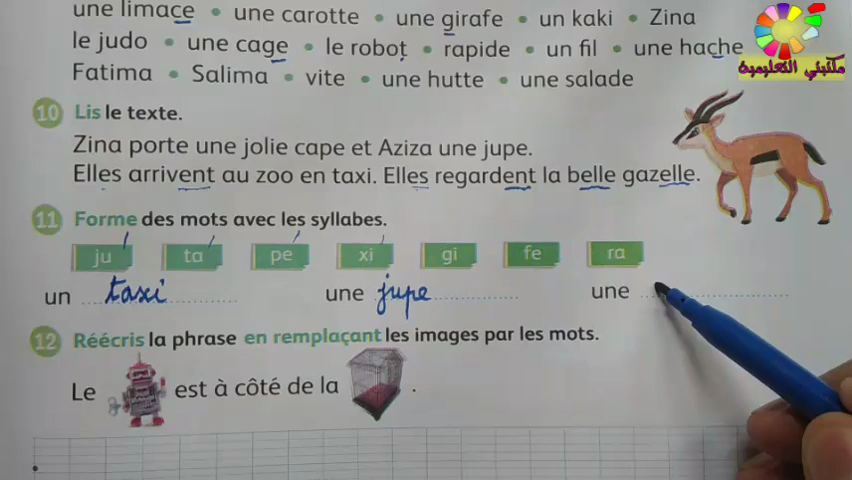 une limace • une carotte • une girafe • un kaki • Zina
le judo • une cage • le robot • rapide • un fil • une hache
Fatima • Salima • vite • une hutte • une salade
مكتبتي التعليمية
10 Lis le texte.
Zina porte une jolie cape et Aziza une jupe.
Elles arrivent au zoo en taxi. Elles regardent la belle gazelle.
11 Forme des mots avec les syllabes.
ju ta pe xi gi fe ra
un taxi une jupe une
12 Réécris la phrase en remplaçant les images par les mots.
Le est à côté de la .